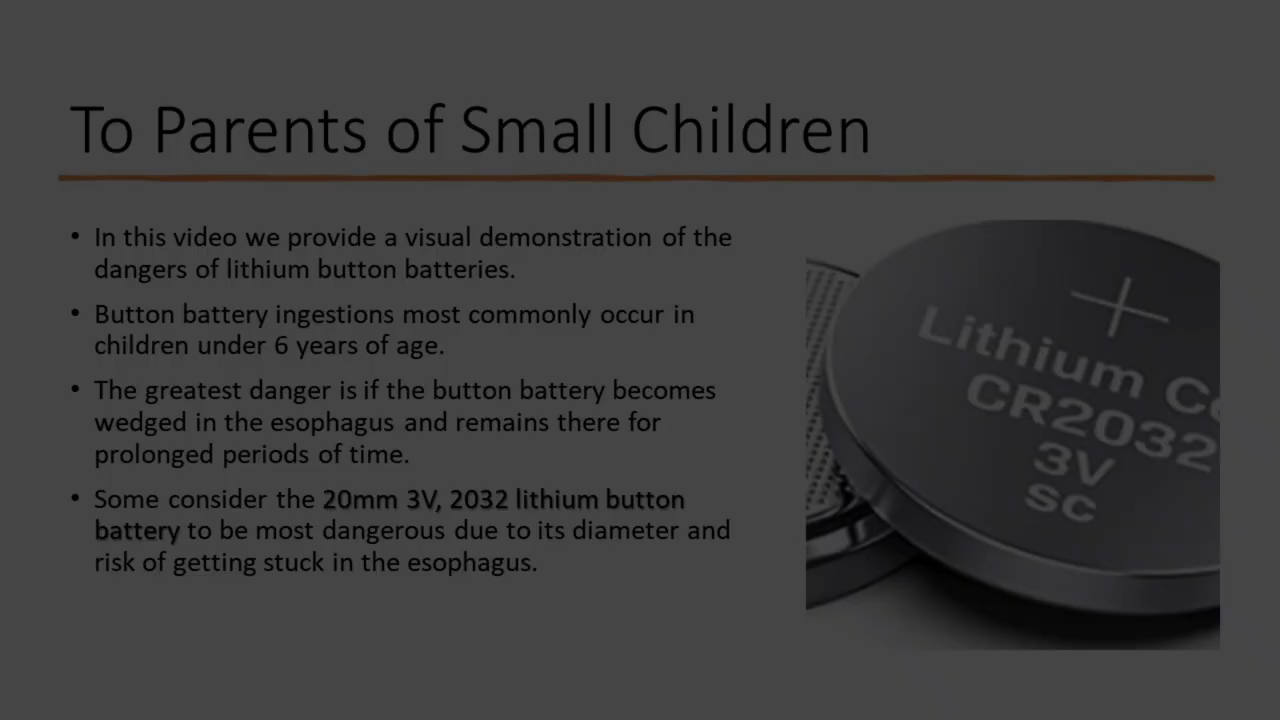 To Parents of Small Children
• In this video we provide a visual demonstration of the
dangers of lithium button batteries.
• Button battery ingestions most commonly occur in
children under 6 years of age.
• The greatest danger is if the button battery becomes
wedged in the esophagus and remains there for
prolonged periods of time.
• Some consider the 20mm 3V, 2032 lithium button
battery to be most dangerous due to its diameter and
risk of getting stuck in the esophagus.
+
Lithium Ce
CR2032
3V
SC